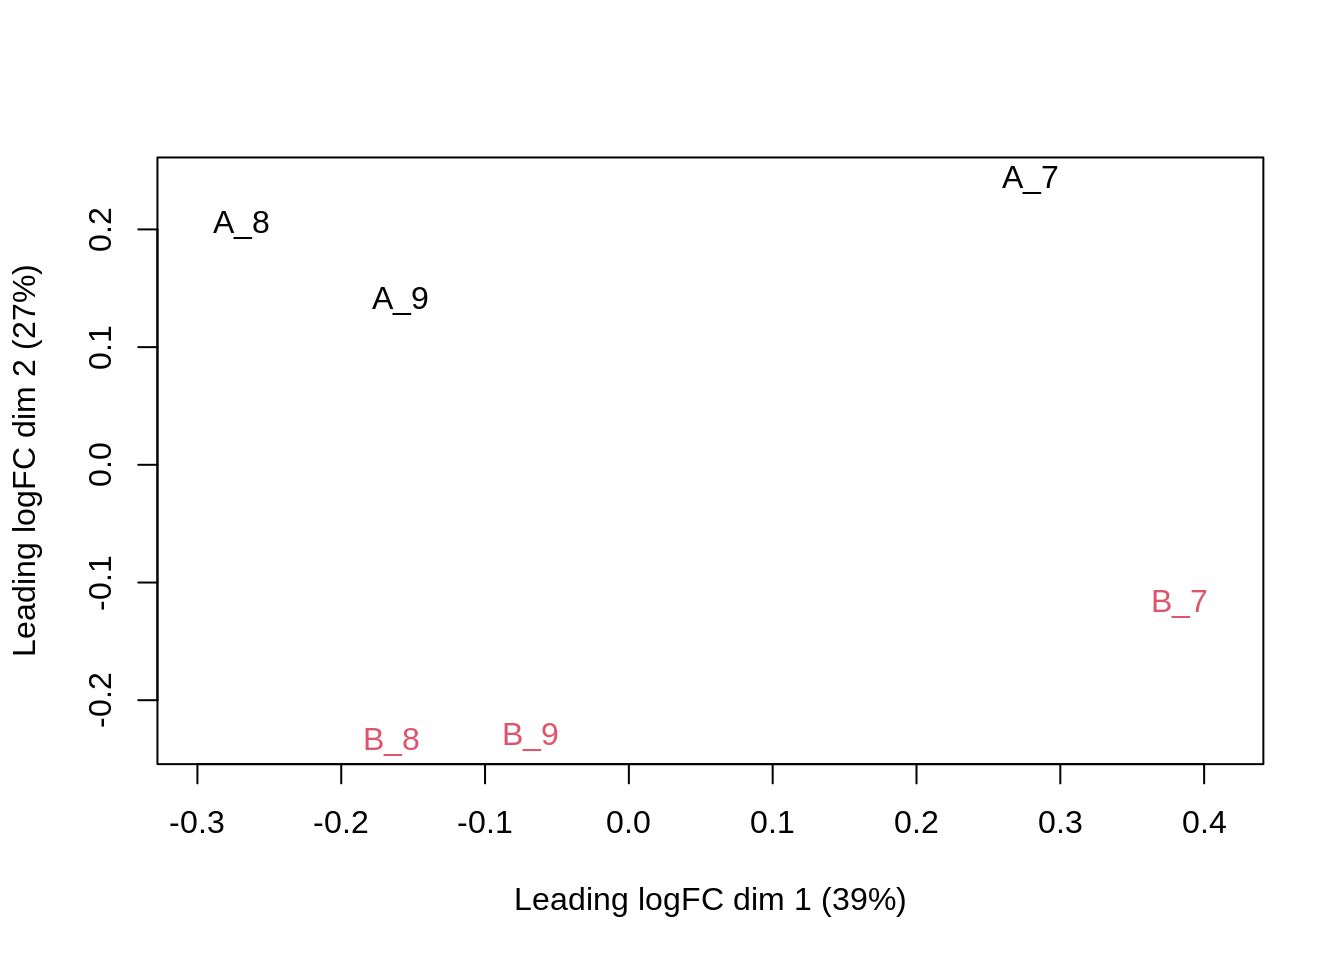 A_7
A_8
A_9
B_7
B_8
B_9
0.2
0.1
0.0
-0.1
-0.2
Leading logFC dim 2 (27%)
-0.3 -0.2 -0.1 0.0 0.1 0.2 0.3 0.4
Leading logFC dim 1 (39%)